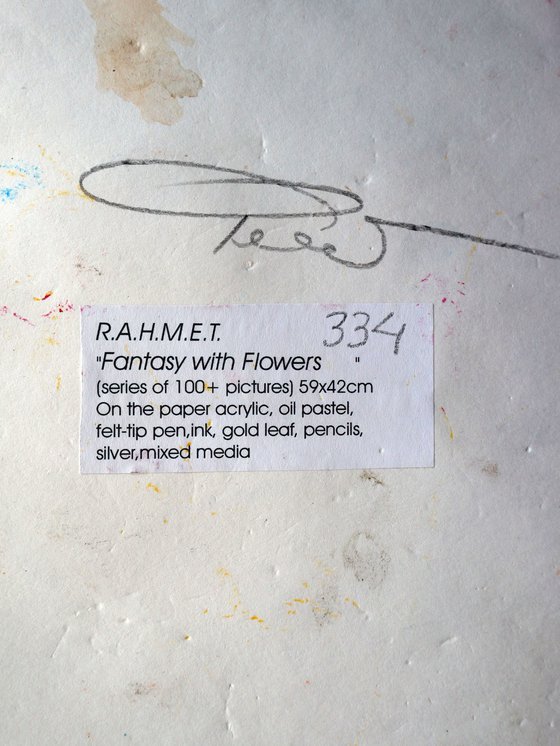 R.A.H.M.E.T. 334
"Fantasy with Flowers "
(series of 100+ pictures) 59x42cm
On the paper acrylic, oil pastel,
felt-tip pen,ink, gold leaf, pencils,
silver,mixed media